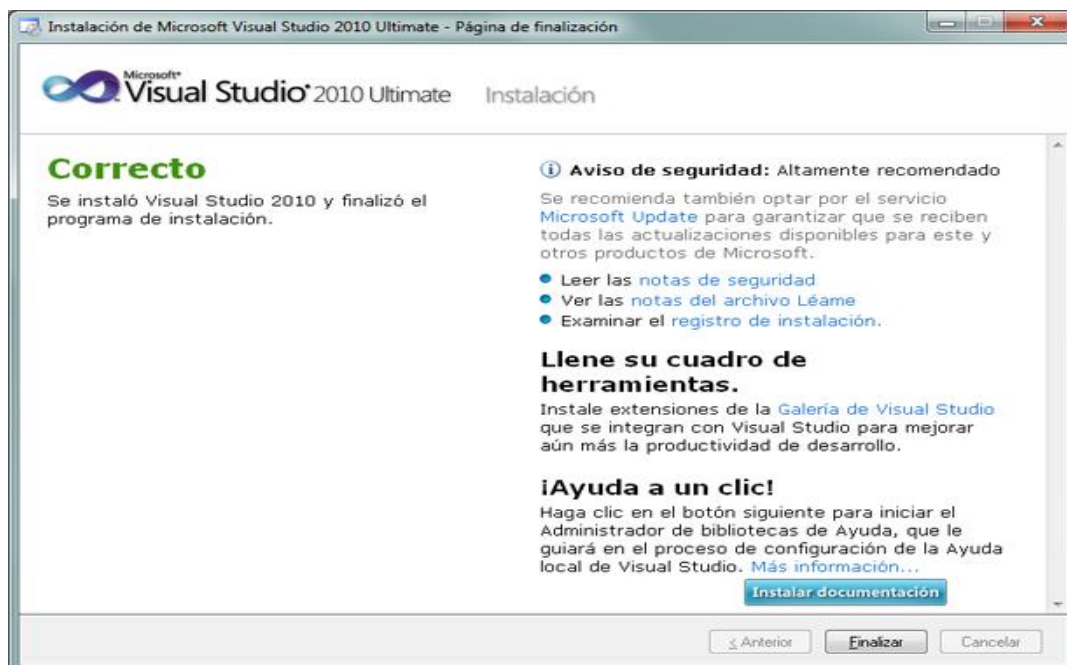 Instalación de Microsoft Visual Studio 2010 Ultimate - Página de finalización
Microsoft®
Visual Studio® 2010 Ultimate Instalación
Correcto
Se instaló Visual Studio 2010 y finalizó el
programa de instalación.
Aviso de seguridad: Altamente recomendado
Se recomienda también optar por el servicio
Microsoft Update para garantizar que se reciben
todas las actualizaciones disponibles para este y
otros productos de Microsoft.
Leer las notas de seguridad
Ver las notas del archivo Léame
Examinar el registro de instalación.
Llene su cuadro de
herramientas.
Instale extensiones de la Galería de Visual Studio
que se integran con Visual Studio para mejorar
aún más la productividad de desarrollo.
¡Ayuda a un clic!
Haga clic en el botón siguiente para iniciar el
Administrador de bibliotecas de Ayuda, que le
guiará en el proceso de configuración de la Ayuda
local de Visual Studio. Más información...
Instalar documentación
< Anterior Finalizar Cancelar